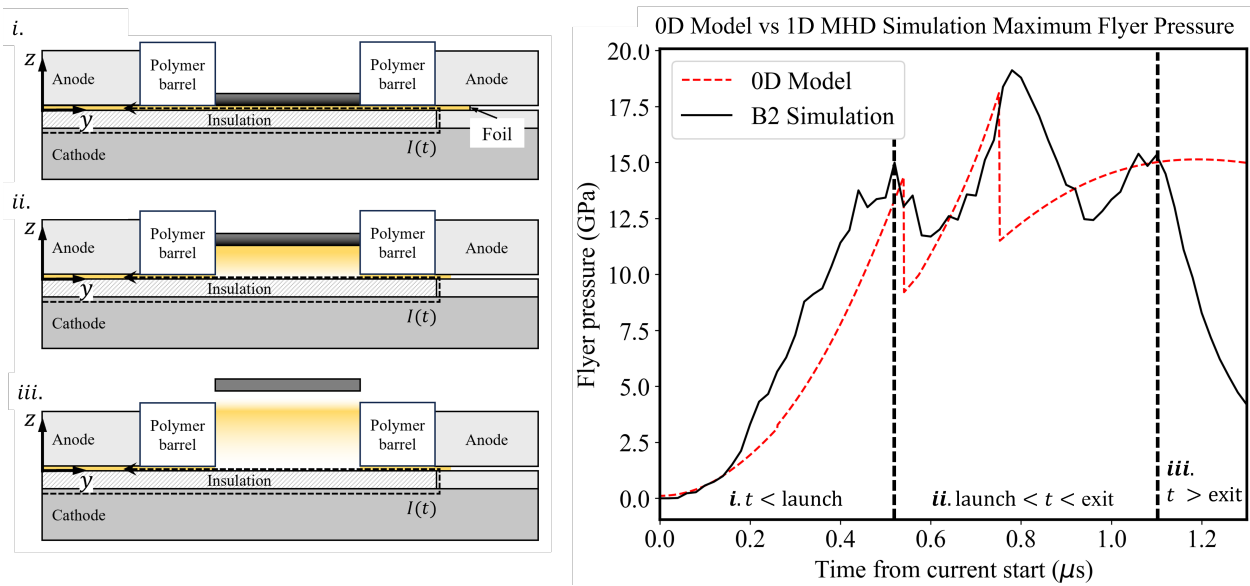 i.
z
Anode
Polymer
barrel
Polymer
barrel
Anode
y
Insulation
Foil
I(t)
Cathode
ii.
z
Anode
Polymer
barrel
Polymer
barrel
Anode
y
Insulation
I(t)
Cathode
iii.
z
Anode
Polymer
barrel
Polymer
barrel
Anode
y
Insulation
I(t)
Cathode
0D Model vs 1D MHD Simulation Maximum Flyer Pressure
Flyer pressure (GPa)
20.0
17.5
15.0
12.5
10.0
7.5
5.0
2.5
0.0
0D Model
B2 Simulation
i. t < launch
ii. launch < t < exit
iii.
t > exit
0.0 0.2 0.4 0.6 0.8 1.0 1.2
Time from current start (μs)